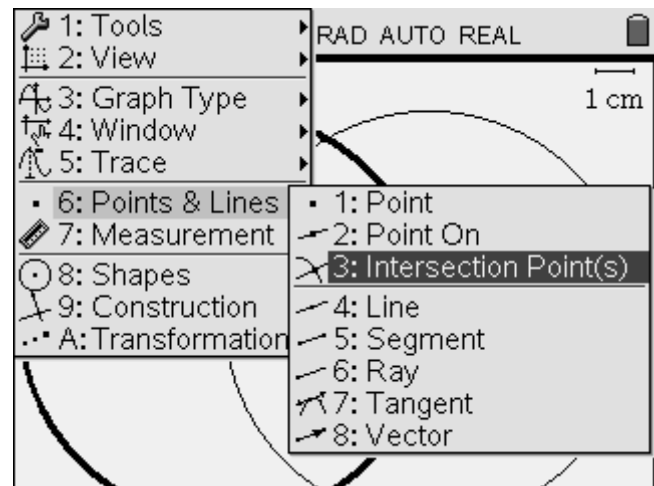 1: Tools
2: View
3: Graph Type
4: Window
5: Trace
6: Points & Lines
7: Measurement
8: Shapes
9: Construction
A: Transformation
RAD AUTO REAL
1 cm
1: Point
2: Point On
3: Intersection Point(s)
4: Line
5: Segment
6: Ray
7: Tangent
8: Vector